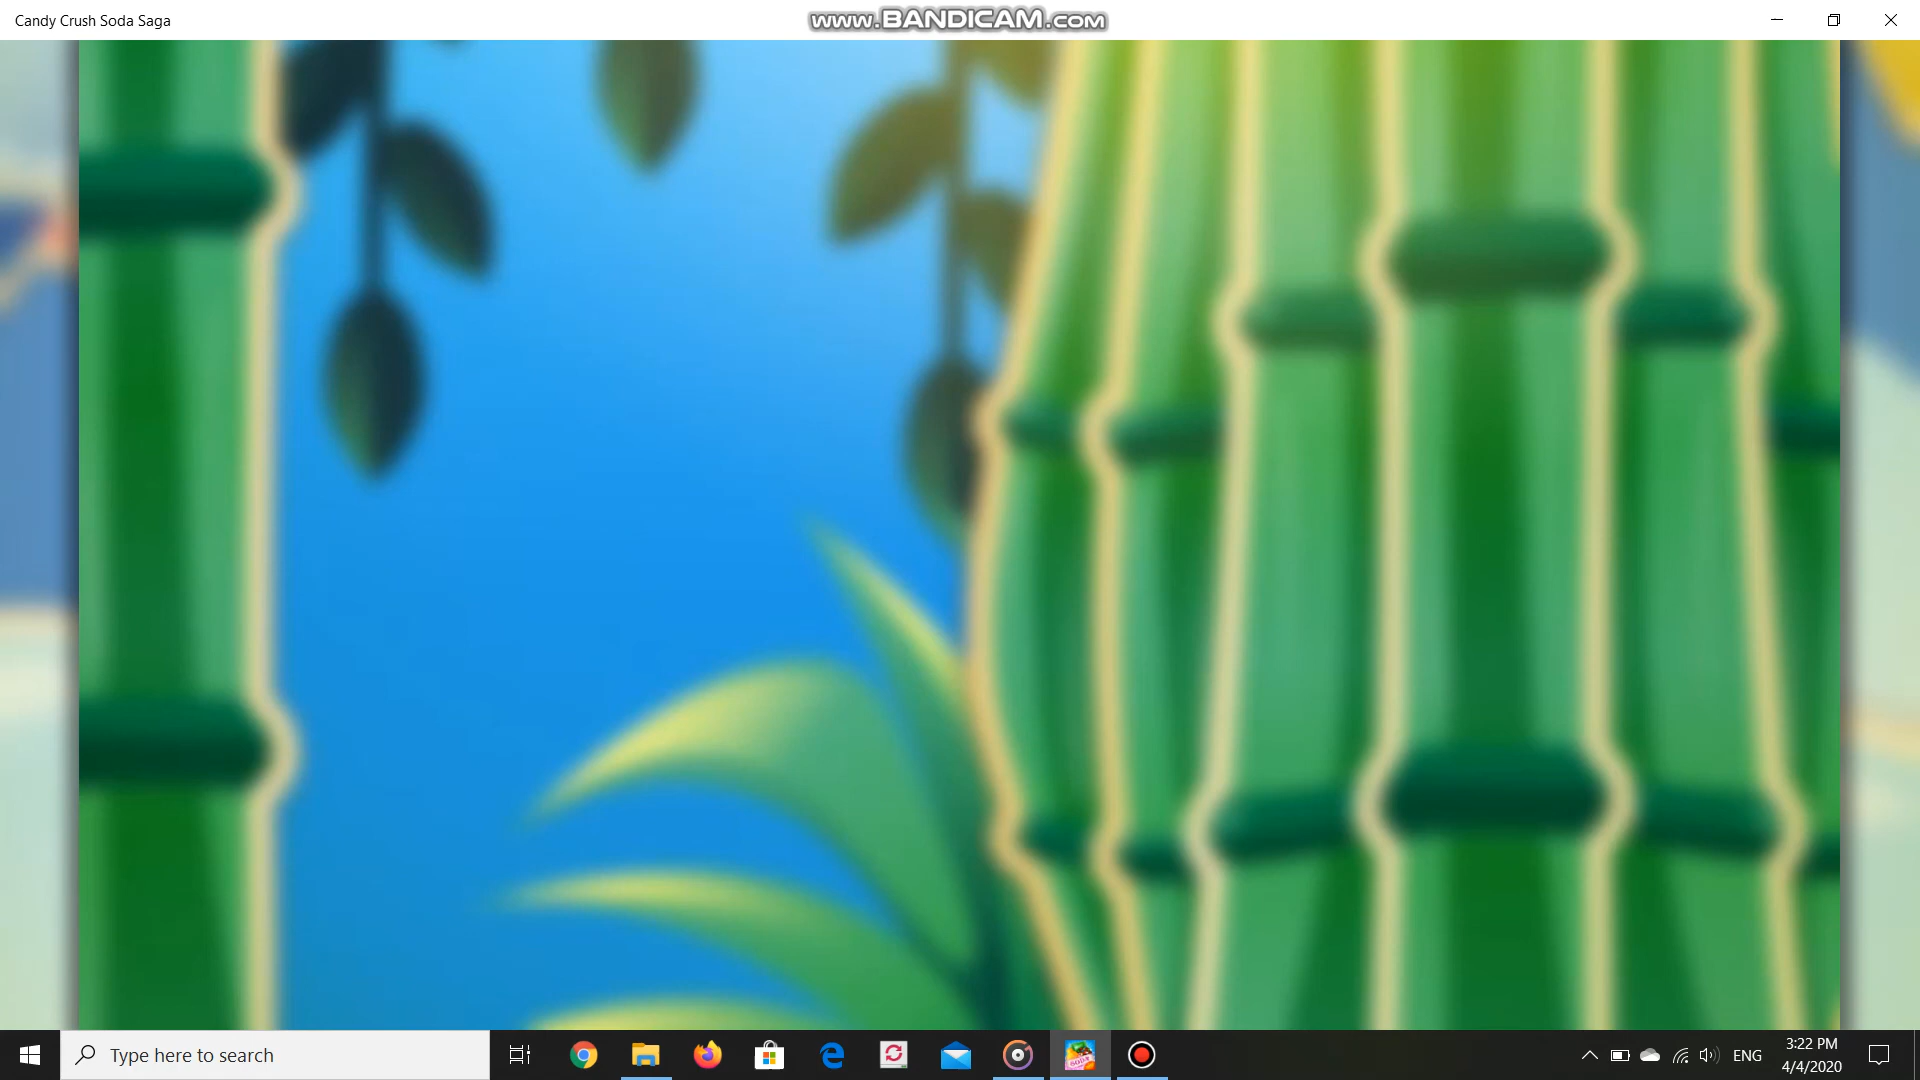 Candy Crush Soda Saga
www.BANDICAM.com
Type here to search
ENG
3:22 PM
4/4/2020